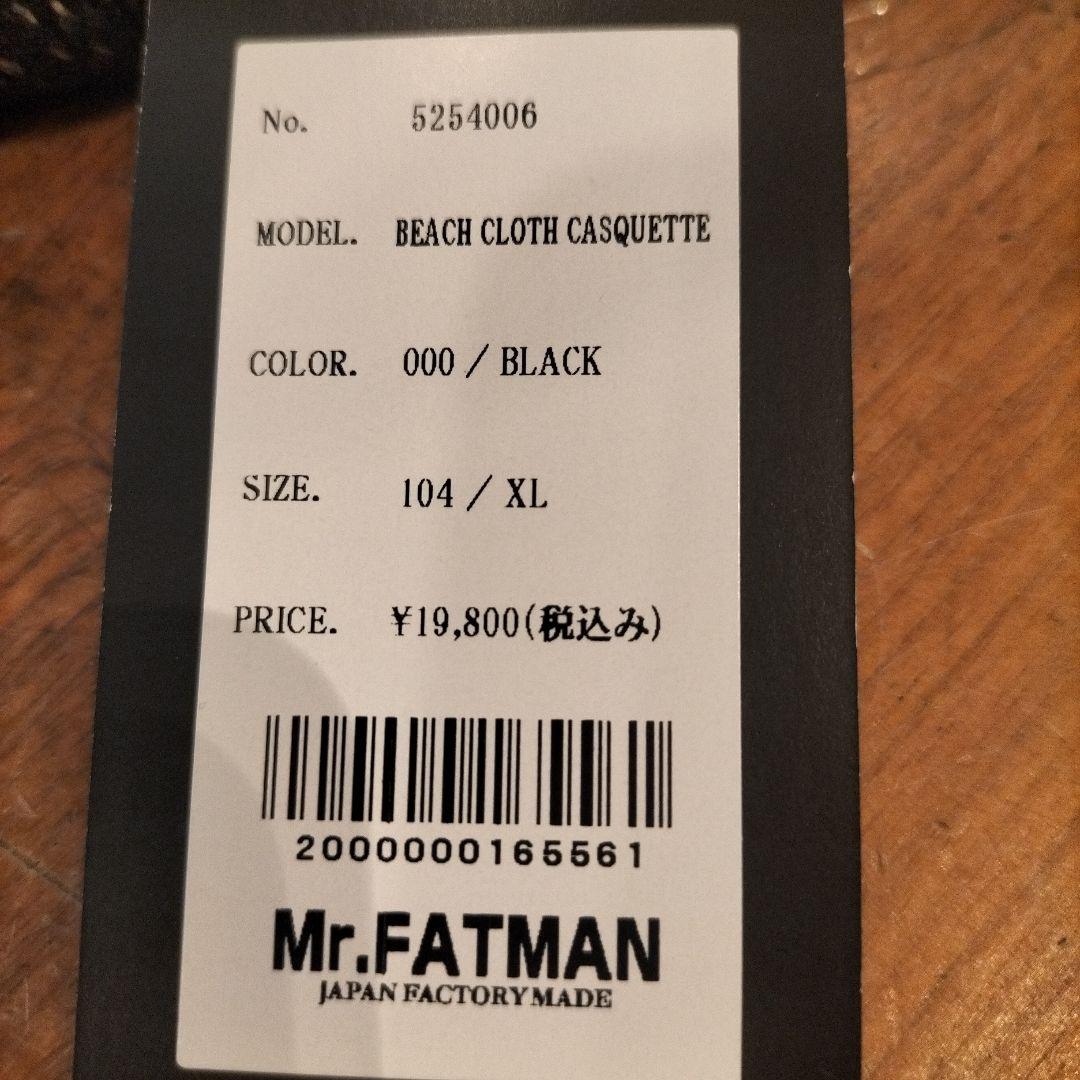 No. 5254006
MODEL. BEACH CLOTH CASQUETTE
COLOR. 000 / BLACK
SIZE. 104 / XL
PRICE. ¥19,800(税込み)
2000000165561
Mr.FATMAN
JAPAN FACTORY MADE